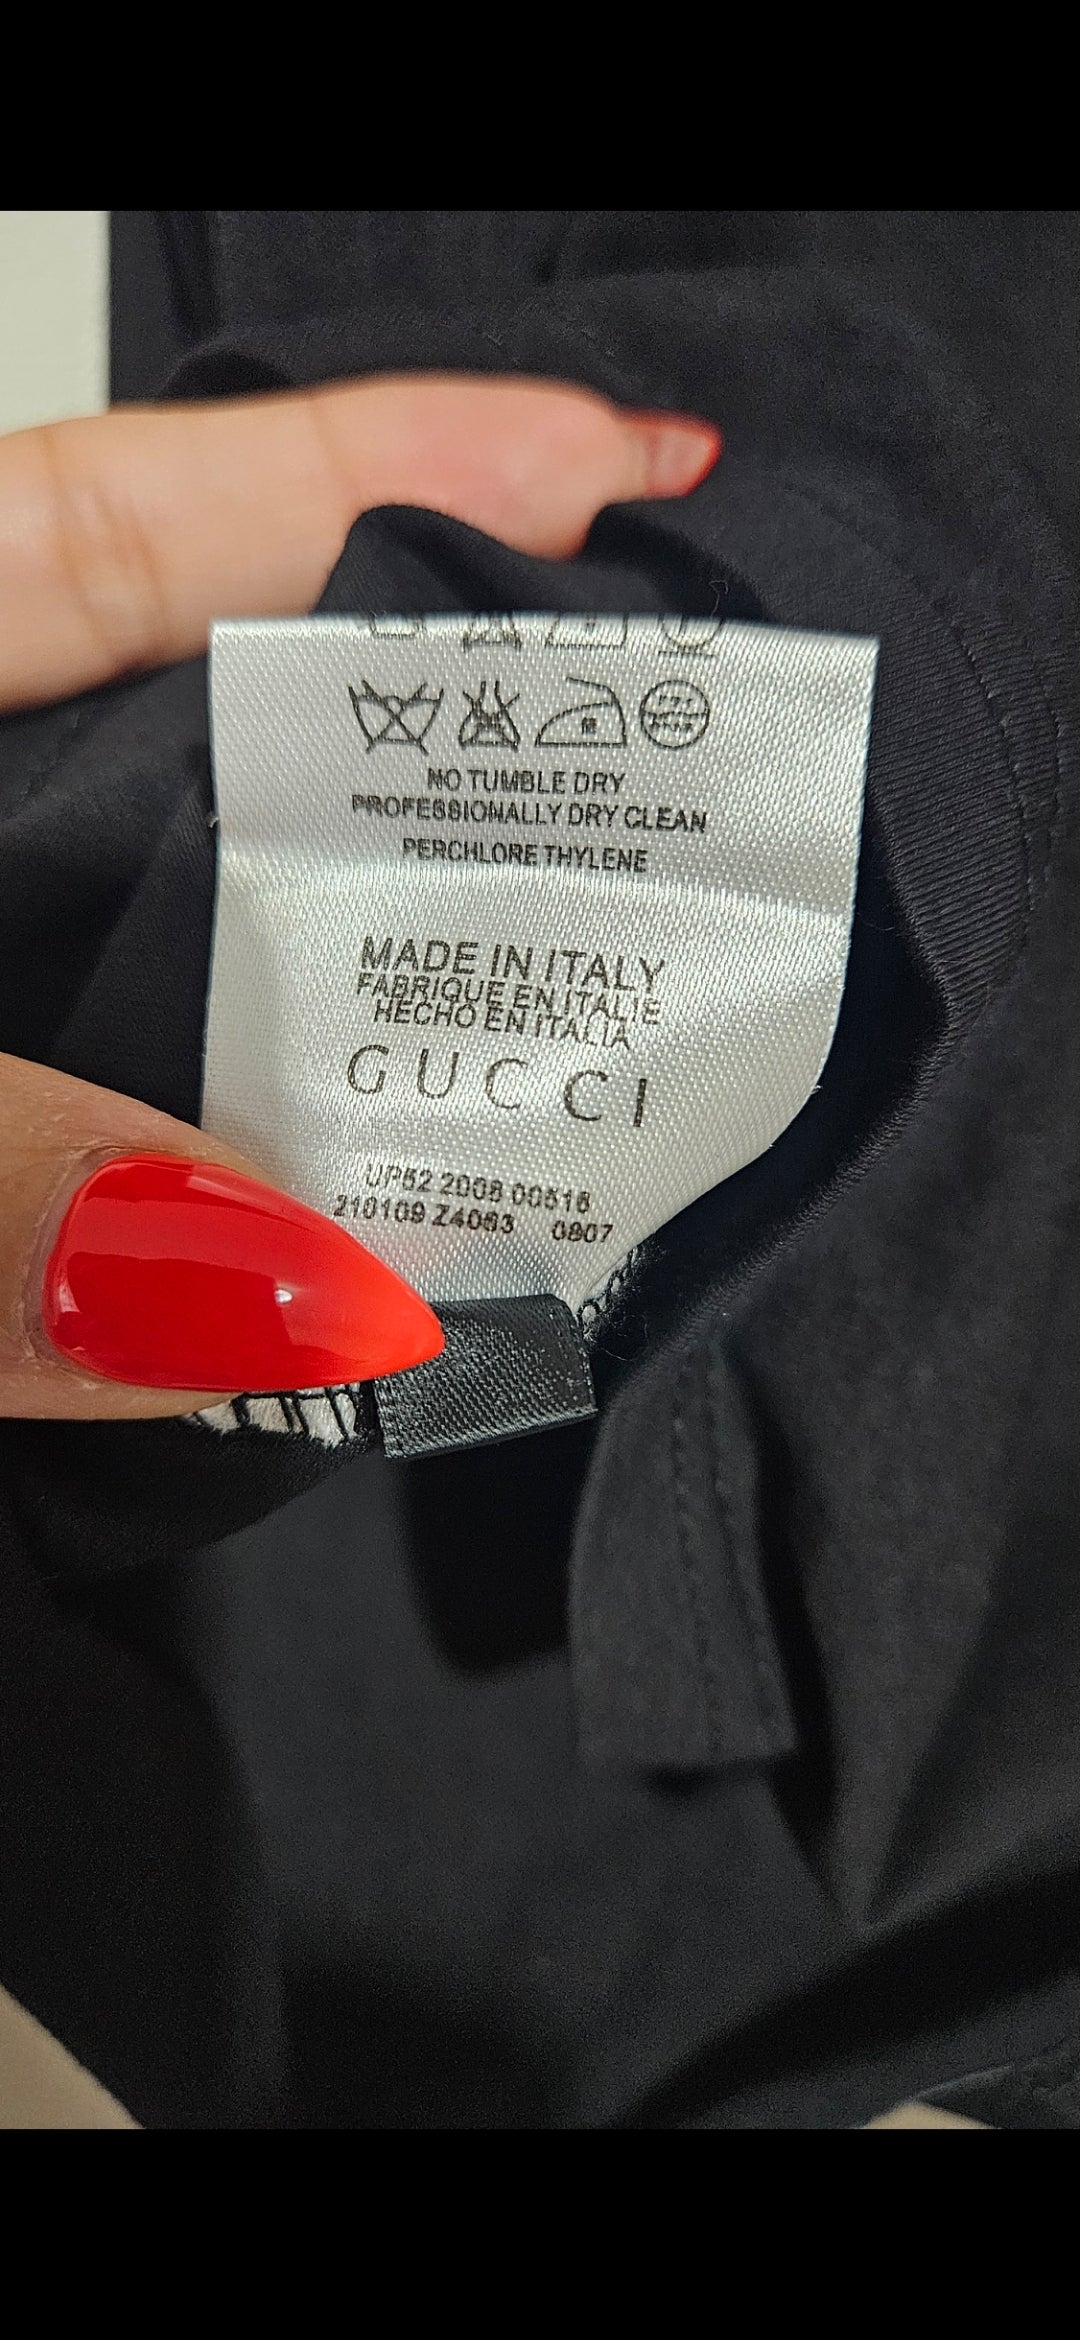 NO TUMBLE DRY
PROFESSIONALLY DRY CLEAN
PERCHLORE THYLENE
MADE IN ITALY
FABRIQUE EN ITALIE
HECHO EN ITALIA
GUCCI
UP52 2008 00516
210109 Z4063 0807